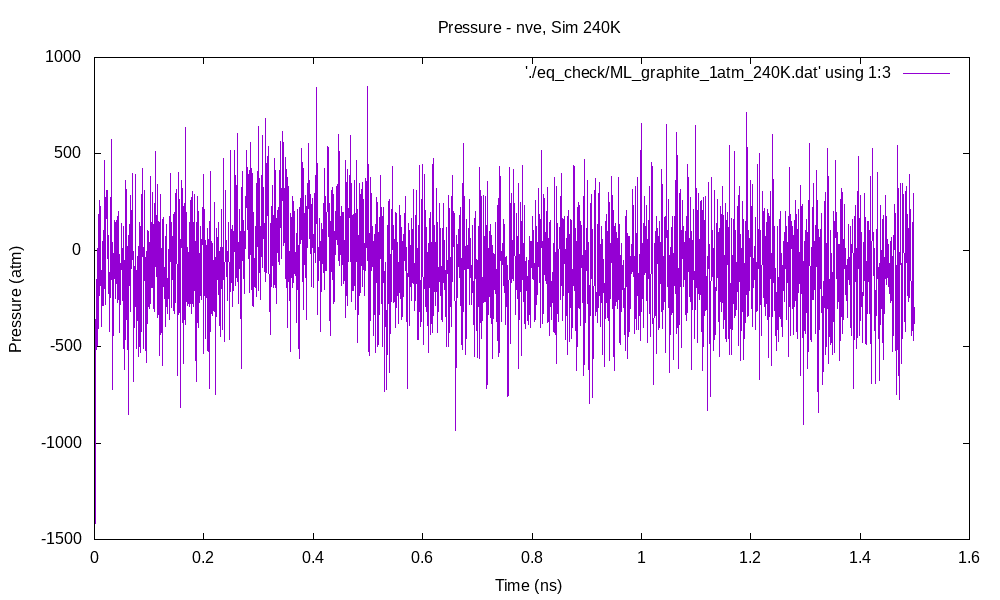 Pressure - nve, Sim 240K
'./eq_check/ML_graphite_1atm_240K.dat' using 1:3
1000
500
0
-500
-1000
-1500
Pressure (atm)
0 0.2 0.4 0.6 0.8 1 1.2 1.4 1.6
Time (ns)